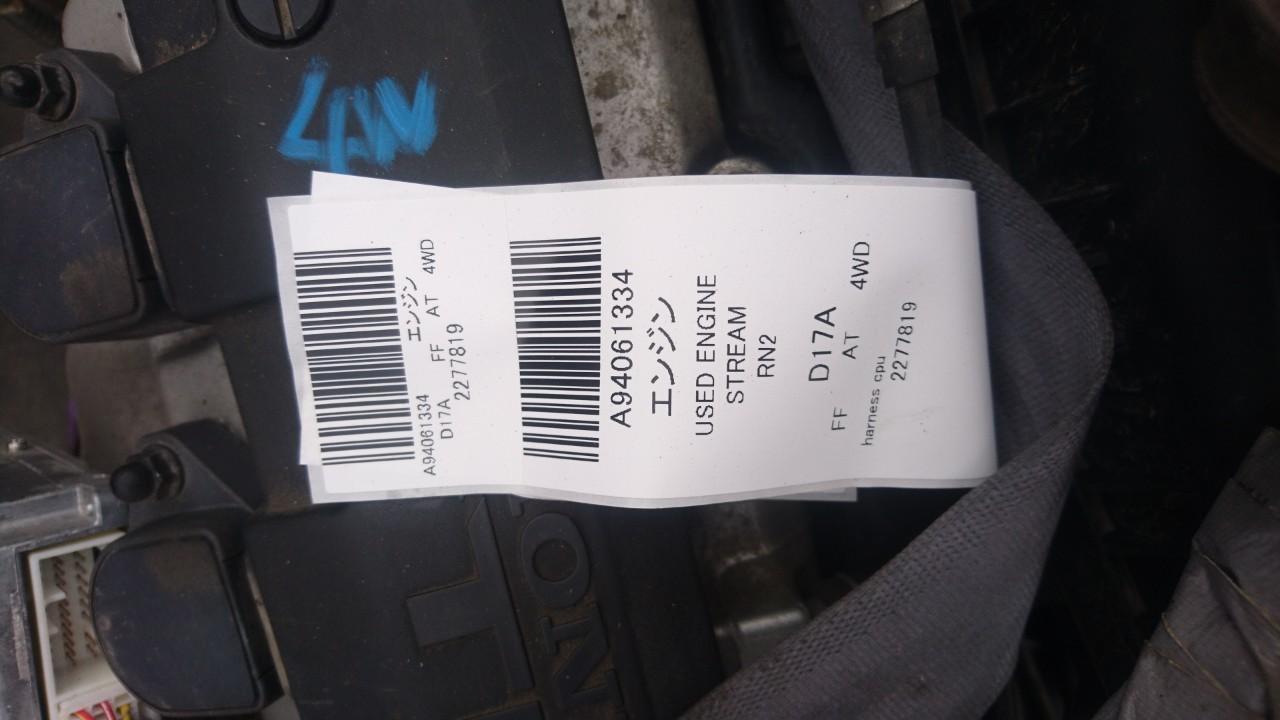 4W
A94061334 エンジン
D17A FF AT 4WD
2277819
A94061334
エンジン
USED ENGINE
STREAM
RN2
D17A
FF AT 4WD
harness cpu
2277819